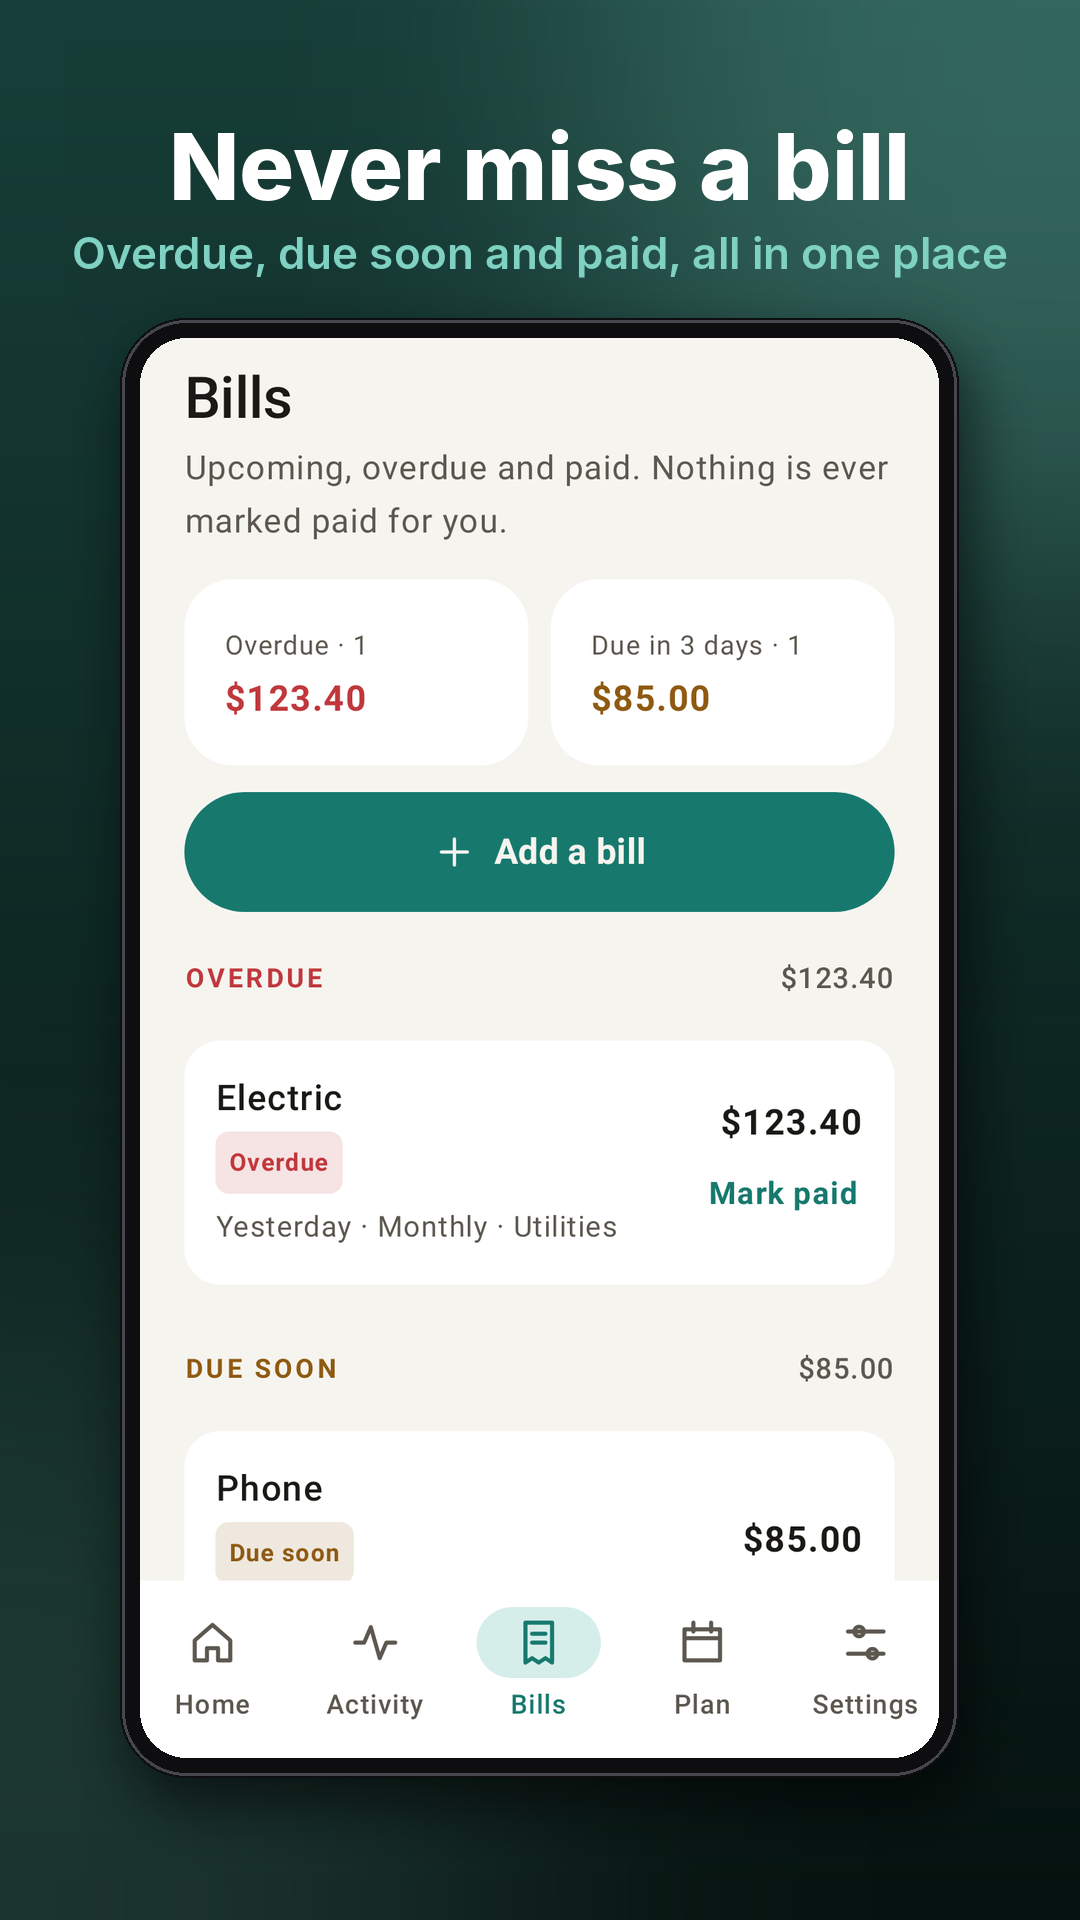 Never miss a bill
Overdue, due soon and paid, all in one place
Bills
Upcoming, overdue and paid. Nothing is ever
marked paid for you.
Overdue · 1
$123.40
Due in 3 days · 1
$85.00
Add a bill
OVERDUE $123.40
Electric
$123.40
Overdue
Mark paid
Yesterday · Monthly · Utilities
DUE SOON $85.00
Phone
$85.00
Due soon
Home Activity Bills Plan Settings